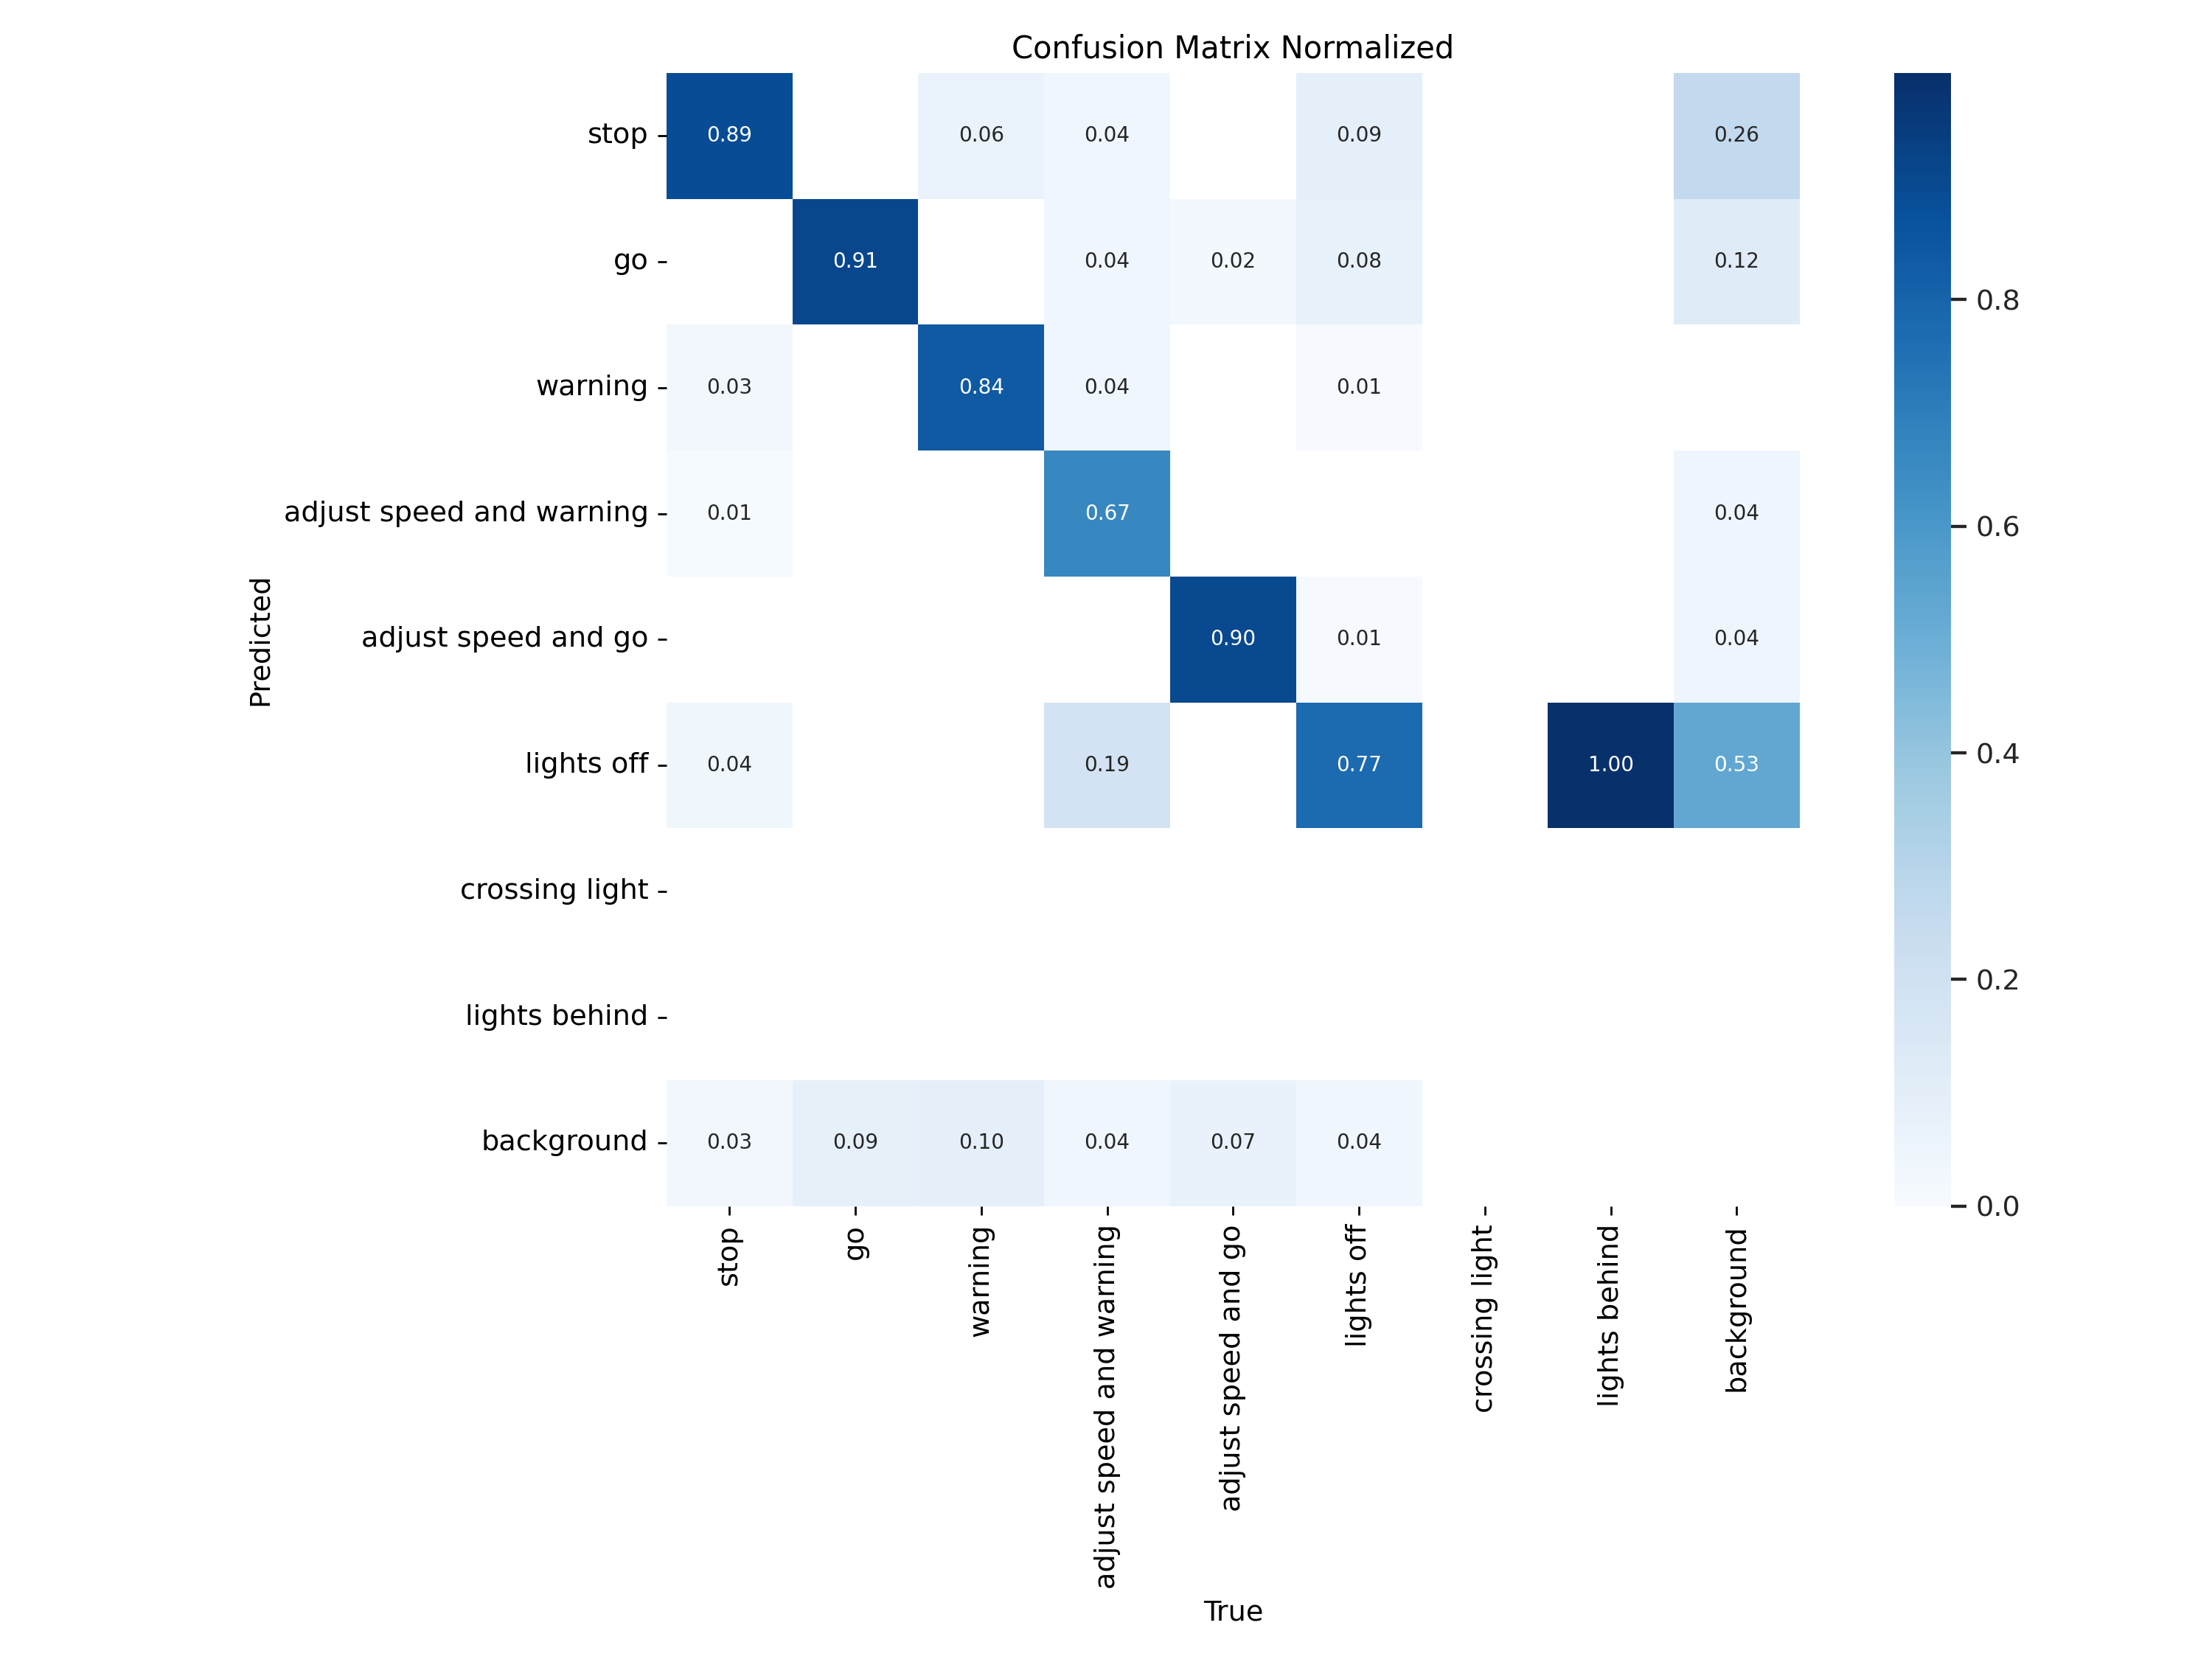 Confusion Matrix Normalized
stop 0.89 0.06 0.04 0.09 0.26
go 0.91 0.04 0.02 0.08 0.12
warning 0.03 0.84 0.04 0.01
adjust speed and warning 0.01 0.67 0.04
adjust speed and go 0.90 0.01 0.04
lights off 0.04 0.19 0.77 1.00 0.53
crossing light
lights behind
background 0.03 0.09 0.10 0.04 0.07 0.04
Predicted
stop
go
warning
adjust speed and warning
adjust speed and go
lights off
crossing light
lights behind
background
True
0.8
0.6
0.4
0.2
0.0